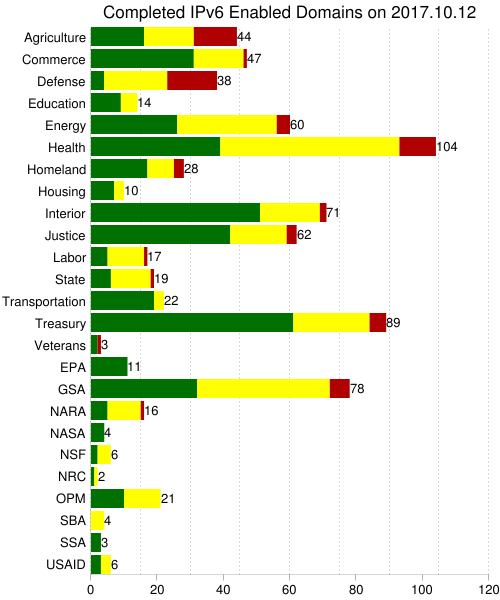 Completed IPv6 Enabled Domains on 2017.10.12
Agriculture 44
Commerce 47
Defense 38
Education 14
Energy 60
Health 104
Homeland 28
Housing 10
Interior 71
Justice 62
Labor 17
State 19
Transportation 22
Treasury 89
Veterans 3
EPA 11
GSA 78
NARA 16
NASA 4
NSF 6
NRC 2
OPM 21
SBA 4
SSA 3
USAID 6
0 20 40 60 80 100 120